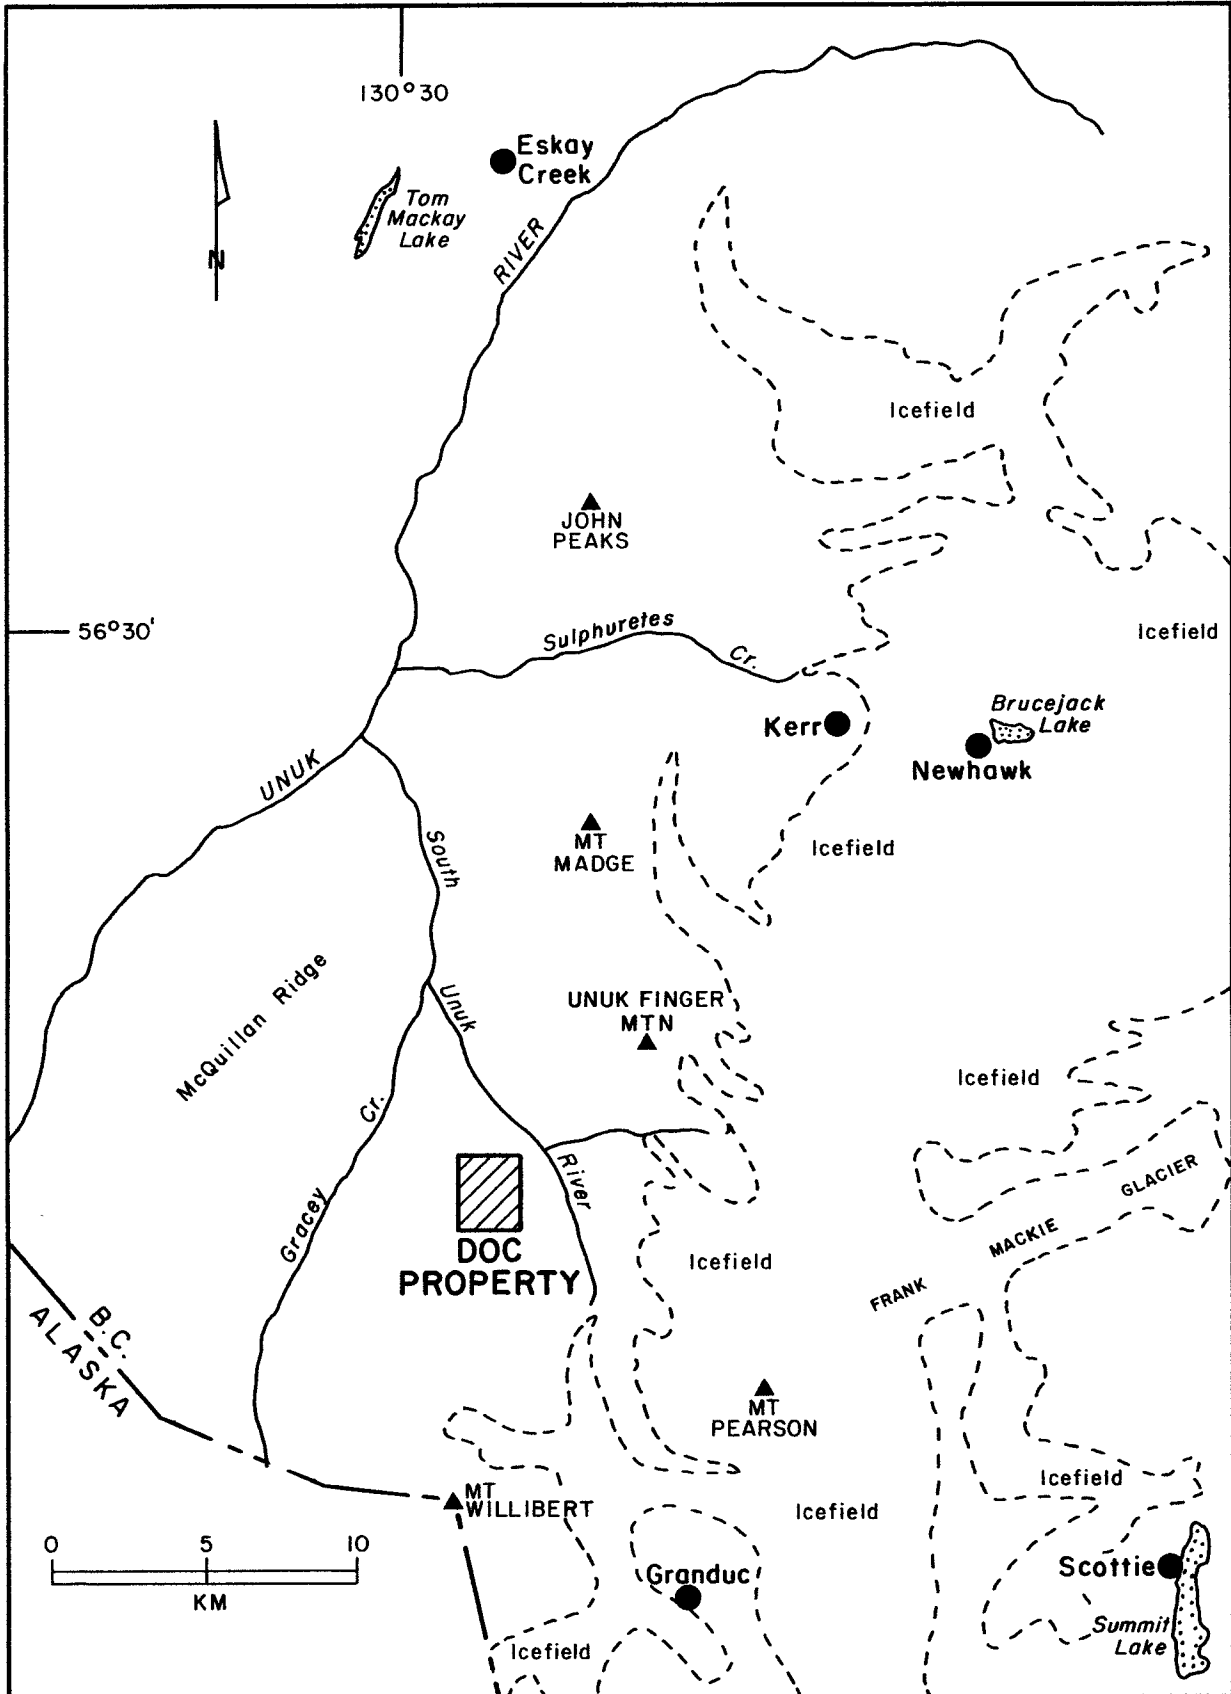 130°30
Eskay
Creek
Tom
Mackay
Lake
N
RIVER
Icefield
JOHN
PEAKS
56°30'
Sulphuretes
Cr.
Icefield
Brucejack
Lake
Kerr
Newhawk
UNUK
South
MT
MADGE
Icefield
McQuillan Ridge
Unuk
UNUK FINGER
MTN
Icefield
Cr.
Gracey
River
GLACIER
MACKIE
FRANK
DOC
PROPERTY
Icefield
B.C.
ALASKA
MT
PEARSON
MT
WILLIBERT
Icefield
Icefield
0 5 10
KM
Granduc
Scottie
Summit
Lake
Icefield